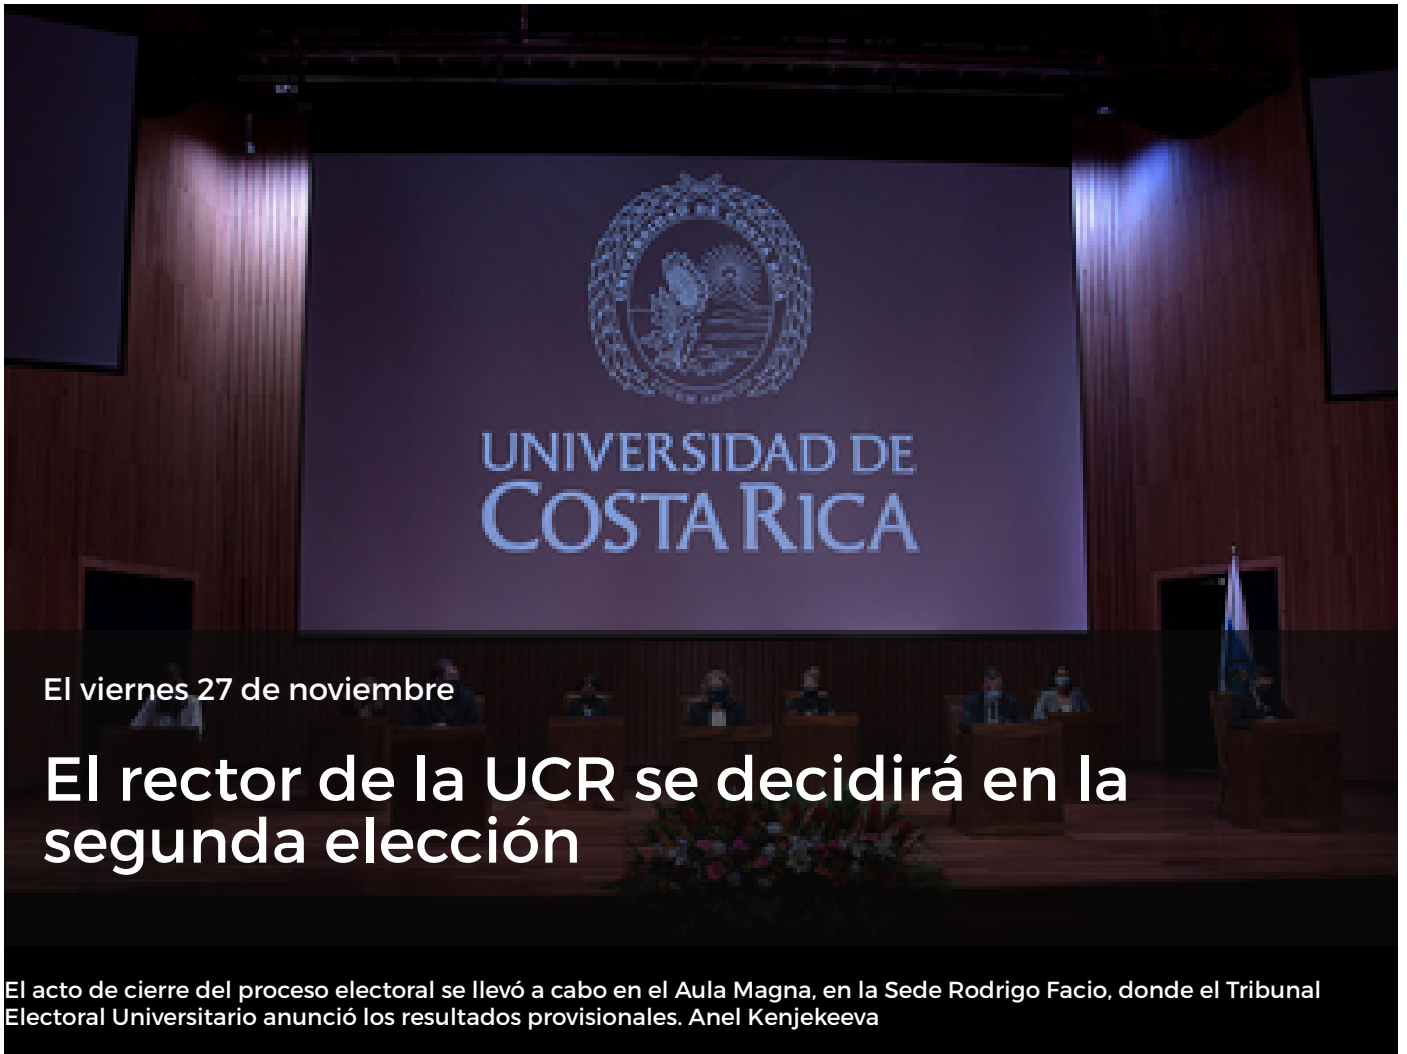 UNIVERSIDAD DE
COSTA RICA
El viernes 27 de noviembre
El rector de la UCR se decidirá en la
segunda elección
El acto de cierre del proceso electoral se llevó a cabo en el Aula Magna, en la Sede Rodrigo Facio, donde el Tribunal
Electoral Universitario anunció los resultados provisionales. Anel Kenjekeeva